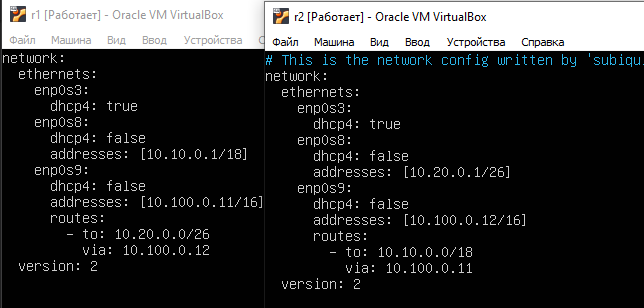 r1 [Работает] - Oracle VM VirtualBox
Файл Машина Вид Ввод Устройства С
network:
  ethernets:
    enp0s3:
      dhcp4: true
    enp0s8:
      dhcp4: false
      addresses: [10.10.0.1/18]
    enp0s9:
      dhcp4: false
      addresses: [10.100.0.11/16]
      routes:
        - to: 10.20.0.0/26
          via: 10.100.0.12
  version: 2
r2 [Работает] - Oracle VM VirtualBox
Файл Машина Вид Ввод Устройства Справка
# This is the network config written by 'subiqu
network:
  ethernets:
    enp0s3:
      dhcp4: true
    enp0s8:
      dhcp4: false
      addresses: [10.20.0.1/26]
    enp0s9:
      dhcp4: false
      addresses: [10.100.0.12/16]
      routes:
        - to: 10.10.0.0/18
          via: 10.100.0.11
  version: 2